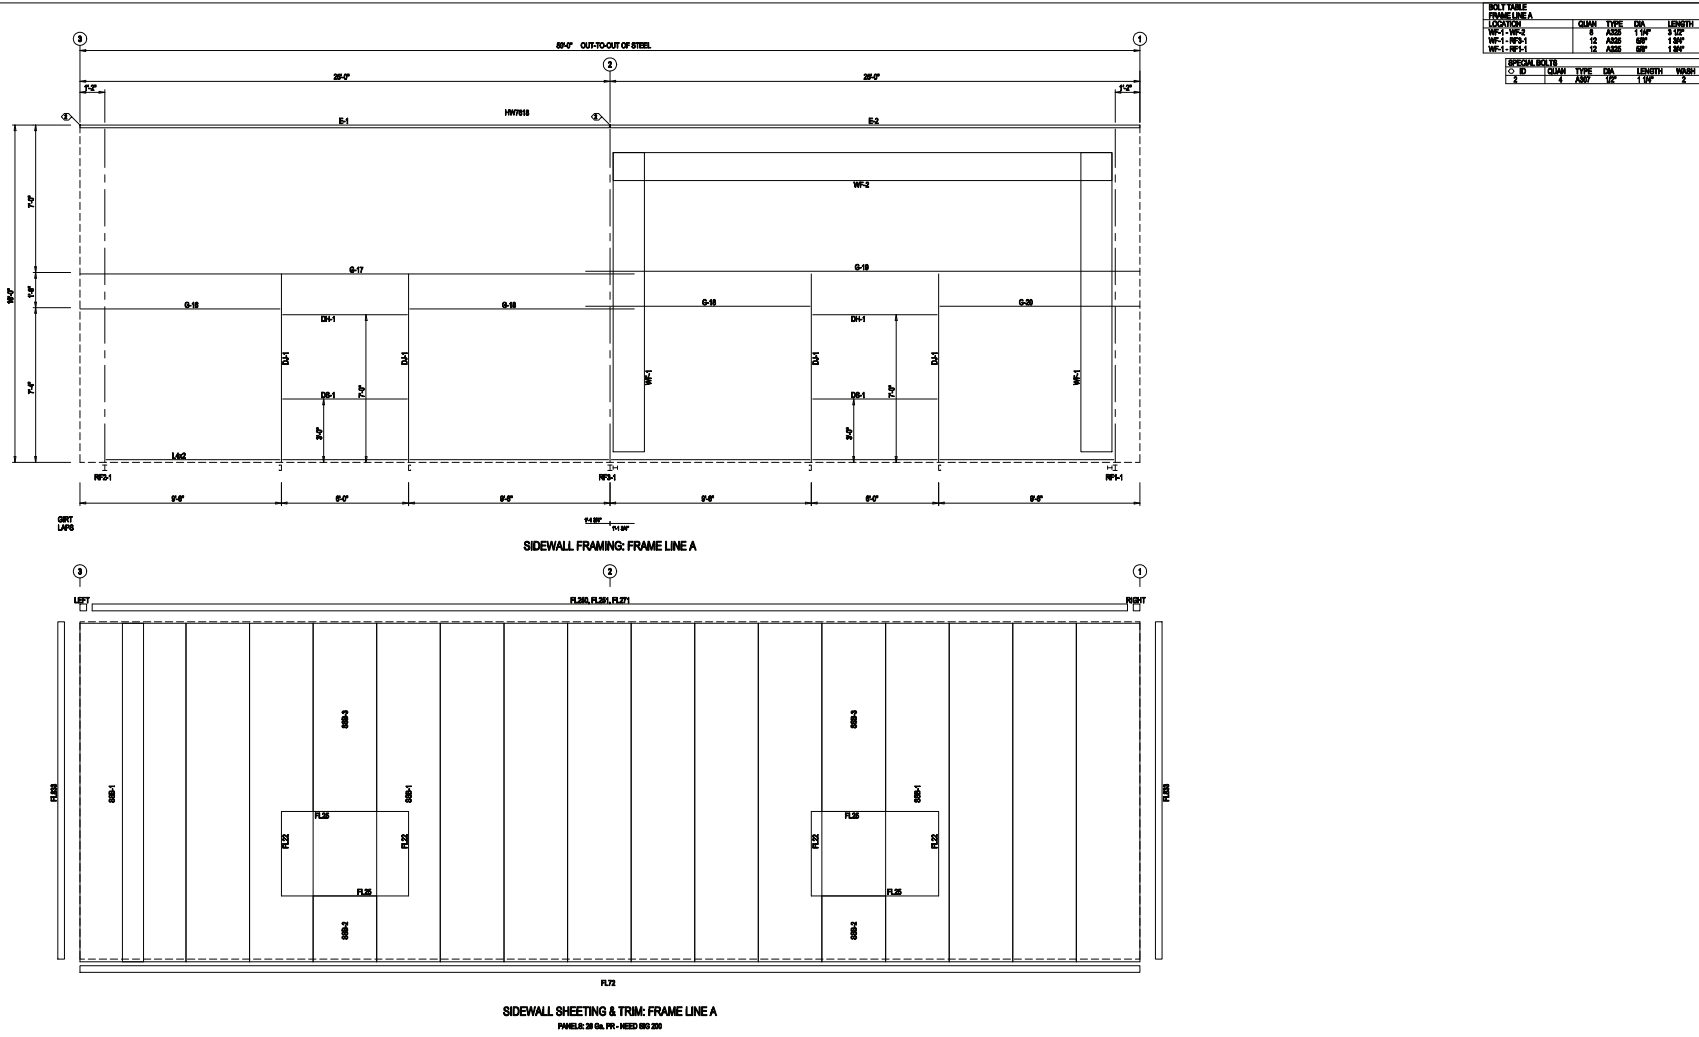 BOLT TABLE
FRAME LINE A
LOCATION QUAN TYPE DIA LENGTH
WF-1 - WF-2 8 A325 1 1/4" 3 1/2"
WF-1 - RF3-1 12 A325 5/8" 1 3/4"
WF-1 - RF1-1 12 A325 5/8" 1 3/4"
SPECIAL BOLTS
ID QUAN TYPE DIA LENGTH WASH
2 4 A307 1/2" 1 1/4" 2
3
1
50'-0" OUT-TO-OUT OF STEEL
2
25'-0"
25'-0"
1'-2"
1'-2"
E-1
HW7618
E-2
WF-2
7'-0"
16'-0"
G-17
G-19
G-18
G-18
G-20
DH-1
DH-1
DJ-1
DJ-1
DJ-1
DJ-1
7'-0"
7'-0"
WF-1
WF-1
DS-1
DS-1
3'-0"
3'-0"
L4x2
RF2-1
RF3-1
RF1-1
9'-6"
6'-0"
9'-6"
9'-6"
6'-0"
9'-6"
GIRT
LAPS
1'-1 3/4"
1'-1 3/4"
SIDEWALL FRAMING: FRAME LINE A
3
2
1
LEFT
FL250, FL251, FL271
RIGHT
SSB-3
SSB-3
SSB-1
SSB-1
SSB-1
FL25
FL25
FL22
FL22
FL22
FL22
FL25
FL25
SSB-2
SSB-2
FL72
SIDEWALL SHEETING & TRIM: FRAME LINE A